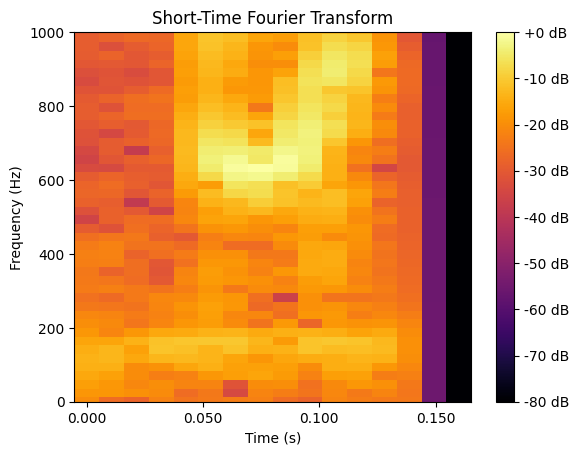 Short-Time Fourier Transform
1000
800
600
400
200
0
Frequency (Hz)
0.000
0.050
0.100
0.150
Time (s)
+0 dB
-10 dB
-20 dB
-30 dB
-40 dB
-50 dB
-60 dB
-70 dB
-80 dB